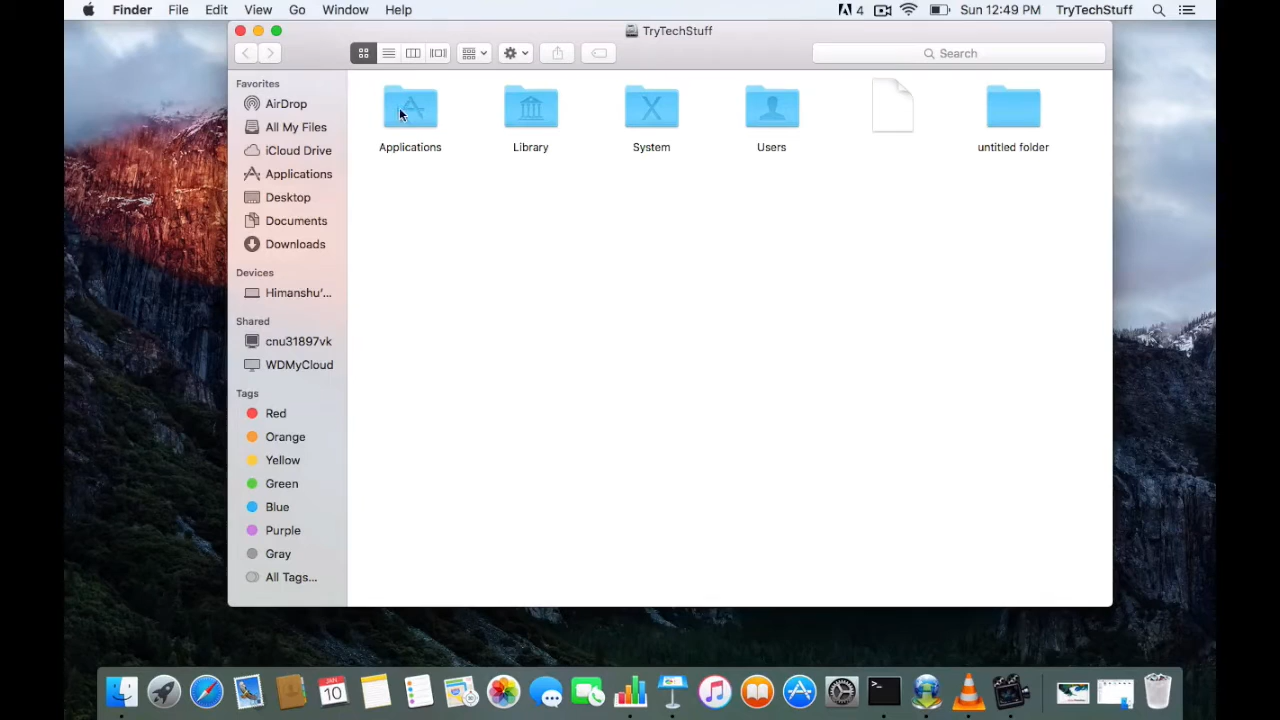 Finder File Edit View Go Window Help 4 Sun 12:49 PM TryTechStuff
TryTechStuff
Search
Favorites
AirDrop
All My Files
iCloud Drive
Applications
Desktop
Documents
Downloads
Devices
Himanshu'...
Shared
cnu31897vk
WDMyCloud
Tags
Red
Orange
Yellow
Green
Blue
Purple
Gray
All Tags...
Applications Library System Users untitled folder
JAN
10